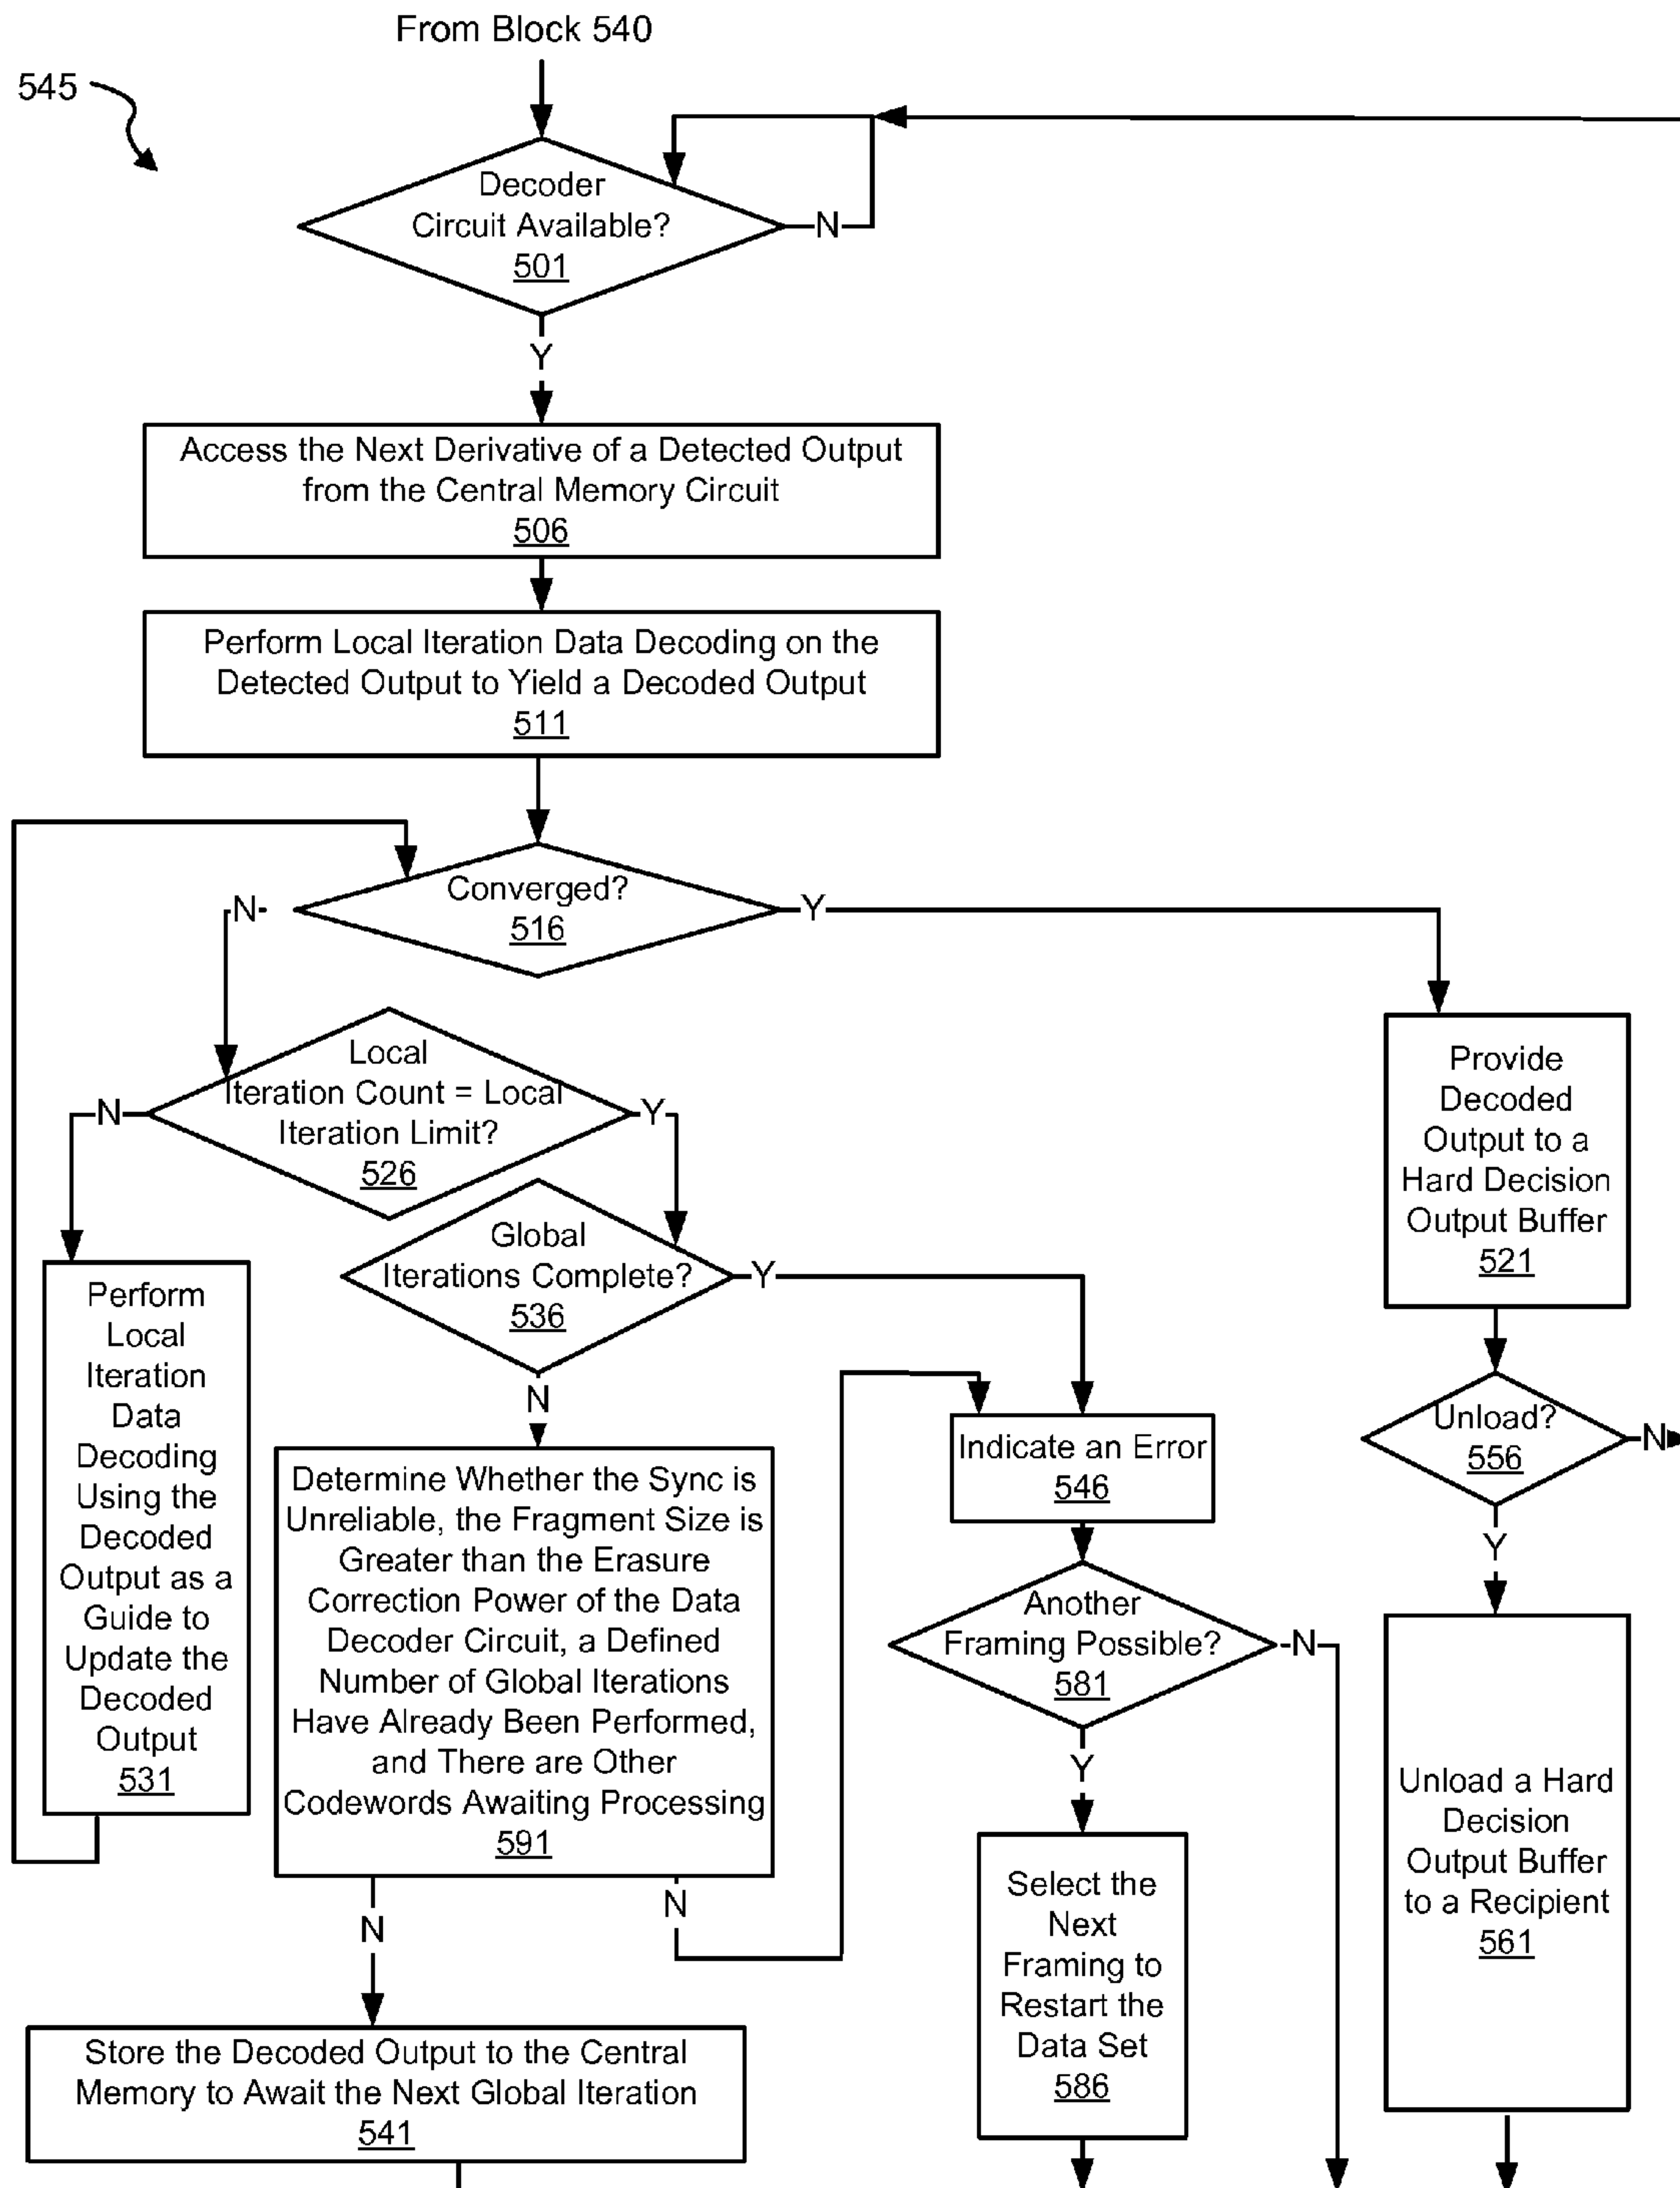 From Block 540
545
Decoder
Circuit Available?
501
N
Y
Access the Next Derivative of a Detected Output
from the Central Memory Circuit
506
Perform Local Iteration Data Decoding on the
Detected Output to Yield a Decoded Output
511
Converged?
516
N
Y
Local
Iteration Count = Local
Iteration Limit?
526
N
Y
Provide
Decoded
Output to a
Hard Decision
Output Buffer
521
Global
Iterations Complete?
536
Y
N
Perform
Local
Iteration
Data
Decoding
Using the
Decoded
Output as a
Guide to
Update the
Decoded
Output
531
Determine Whether the Sync is
Unreliable, the Fragment Size is
Greater than the Erasure
Correction Power of the Data
Decoder Circuit, a Defined
Number of Global Iterations
Have Already Been Performed,
and There are Other
Codewords Awaiting Processing
591
N
N
Indicate an Error
546
Another
Framing Possible?
581
N
Y
Select the
Next
Framing to
Restart the
Data Set
586
Unload?
556
N
Y
Unload a Hard
Decision
Output Buffer
to a Recipient
561
Store the Decoded Output to the Central
Memory to Await the Next Global Iteration
541